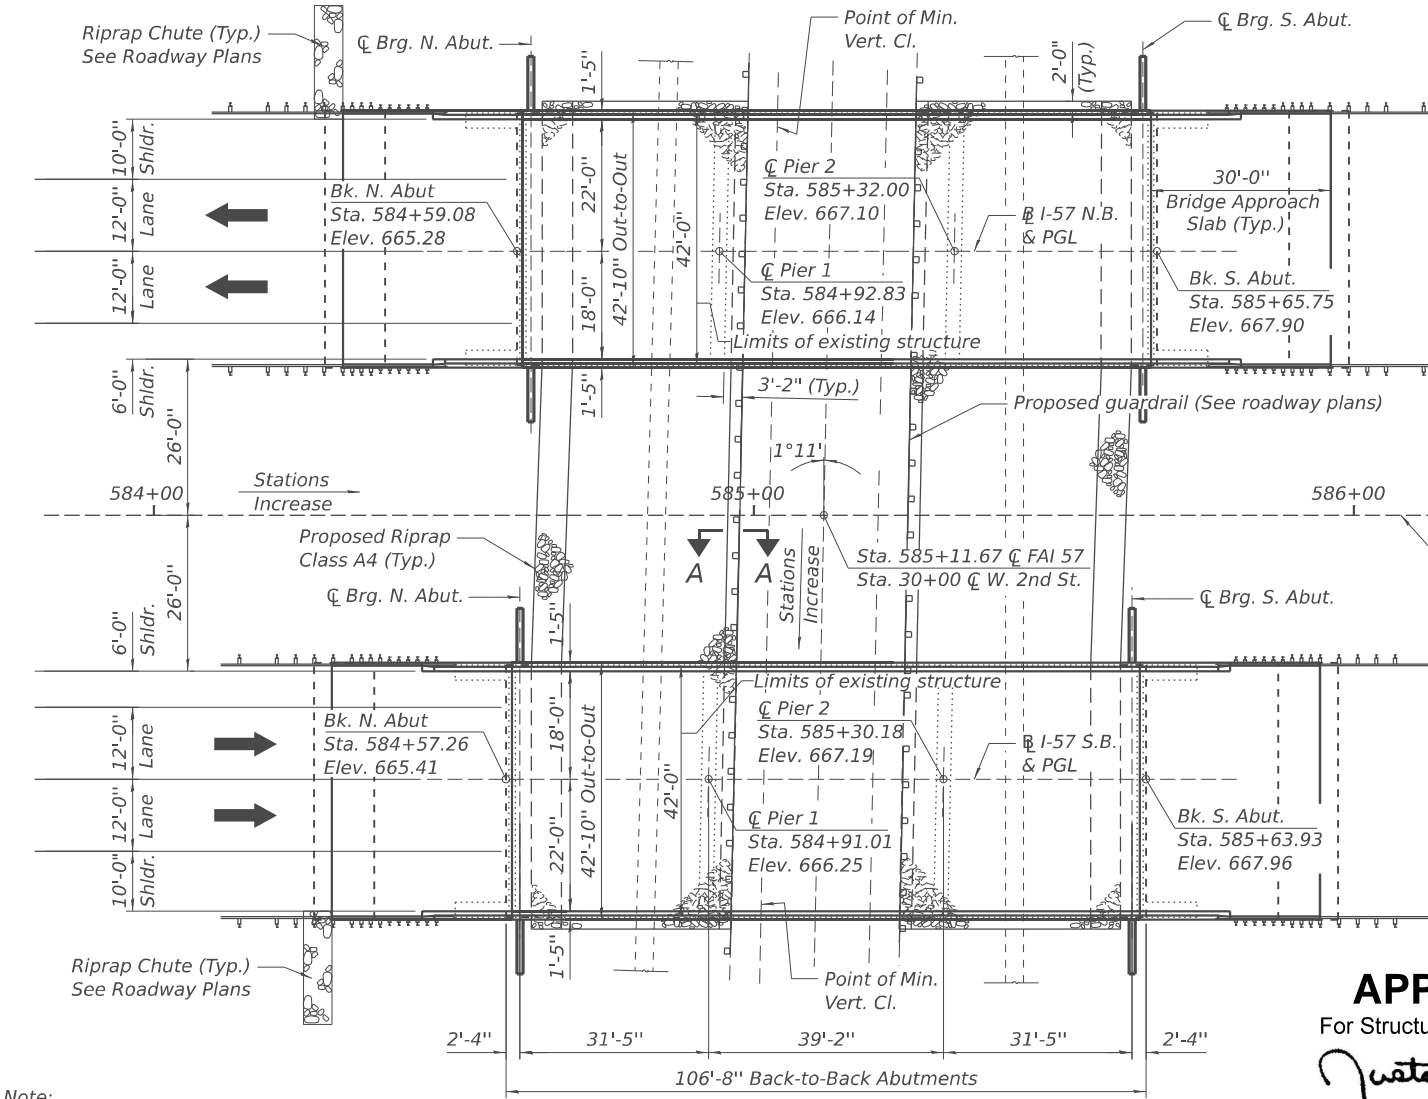 Riprap Chute (Typ.)
See Roadway Plans
℄ Brg. N. Abut.
1'-5"
Point of Min.
Vert. Cl.
2'-0"
(Typ.)
℄ Brg. S. Abut.
10'-0"
Shldr.
12'-0"
Lane
12'-0"
Lane
6'-0"
Shldr.
Bk. N. Abut
Sta. 584+59.08
Elev. 665.28
22'-0"
18'-0"
42'-10" Out-to-Out
42'-0"
℄ Pier 2
Sta. 585+32.00
Elev. 667.10
℄ Pier 1
Sta. 584+92.83
Elev. 666.14
Limits of existing structure
B I-57 N.B.
& PGL
30'-0"
Bridge Approach
Slab (Typ.)
Bk. S. Abut.
Sta. 585+65.75
Elev. 667.90
1'-5"
3'-2" (Typ.)
Proposed guardrail (See roadway plans)
26'-0"
1°11'
584+00
Stations
Increase
585+00
586+00
Proposed Riprap
Class A4 (Typ.)
A
A
Stations
Increase
Sta. 585+11.67 ℄ FAI 57
Sta. 30+00 ℄ W. 2nd St.
26'-0"
℄ Brg. N. Abut.
℄ Brg. S. Abut.
6'-0"
Shldr.
12'-0"
Lane
12'-0"
Lane
10'-0"
Shldr.
1'-5"
Limits of existing structure
Bk. N. Abut
Sta. 584+57.26
Elev. 665.41
18'-0"
22'-0"
42'-10" Out-to-Out
42'-0"
℄ Pier 2
Sta. 585+30.18
Elev. 667.19
B I-57 S.B.
& PGL
℄ Pier 1
Sta. 584+91.01
Elev. 666.25
Bk. S. Abut.
Sta. 585+63.93
Elev. 667.96
1'-5"
Riprap Chute (Typ.)
See Roadway Plans
Point of Min.
Vert. Cl.
2'-4"
31'-5"
39'-2"
31'-5"
2'-4"
106'-8" Back-to-Back Abutments
APP
For Structu
Note: